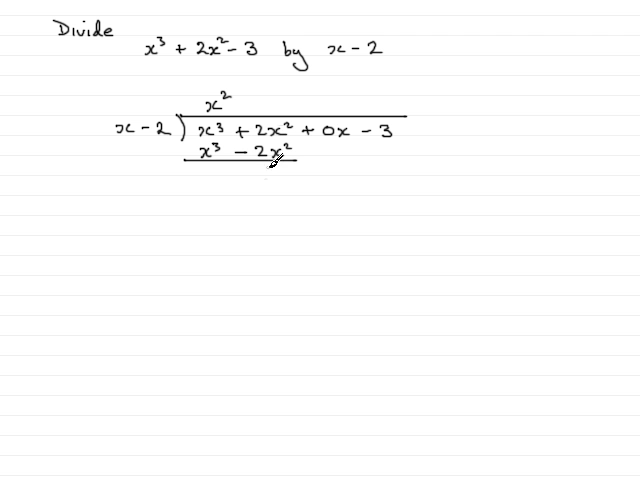 Divide
x³ + 2x² - 3 by x - 2
x²
x - 2 ) x³ + 2x² + 0x - 3
x³ - 2x²